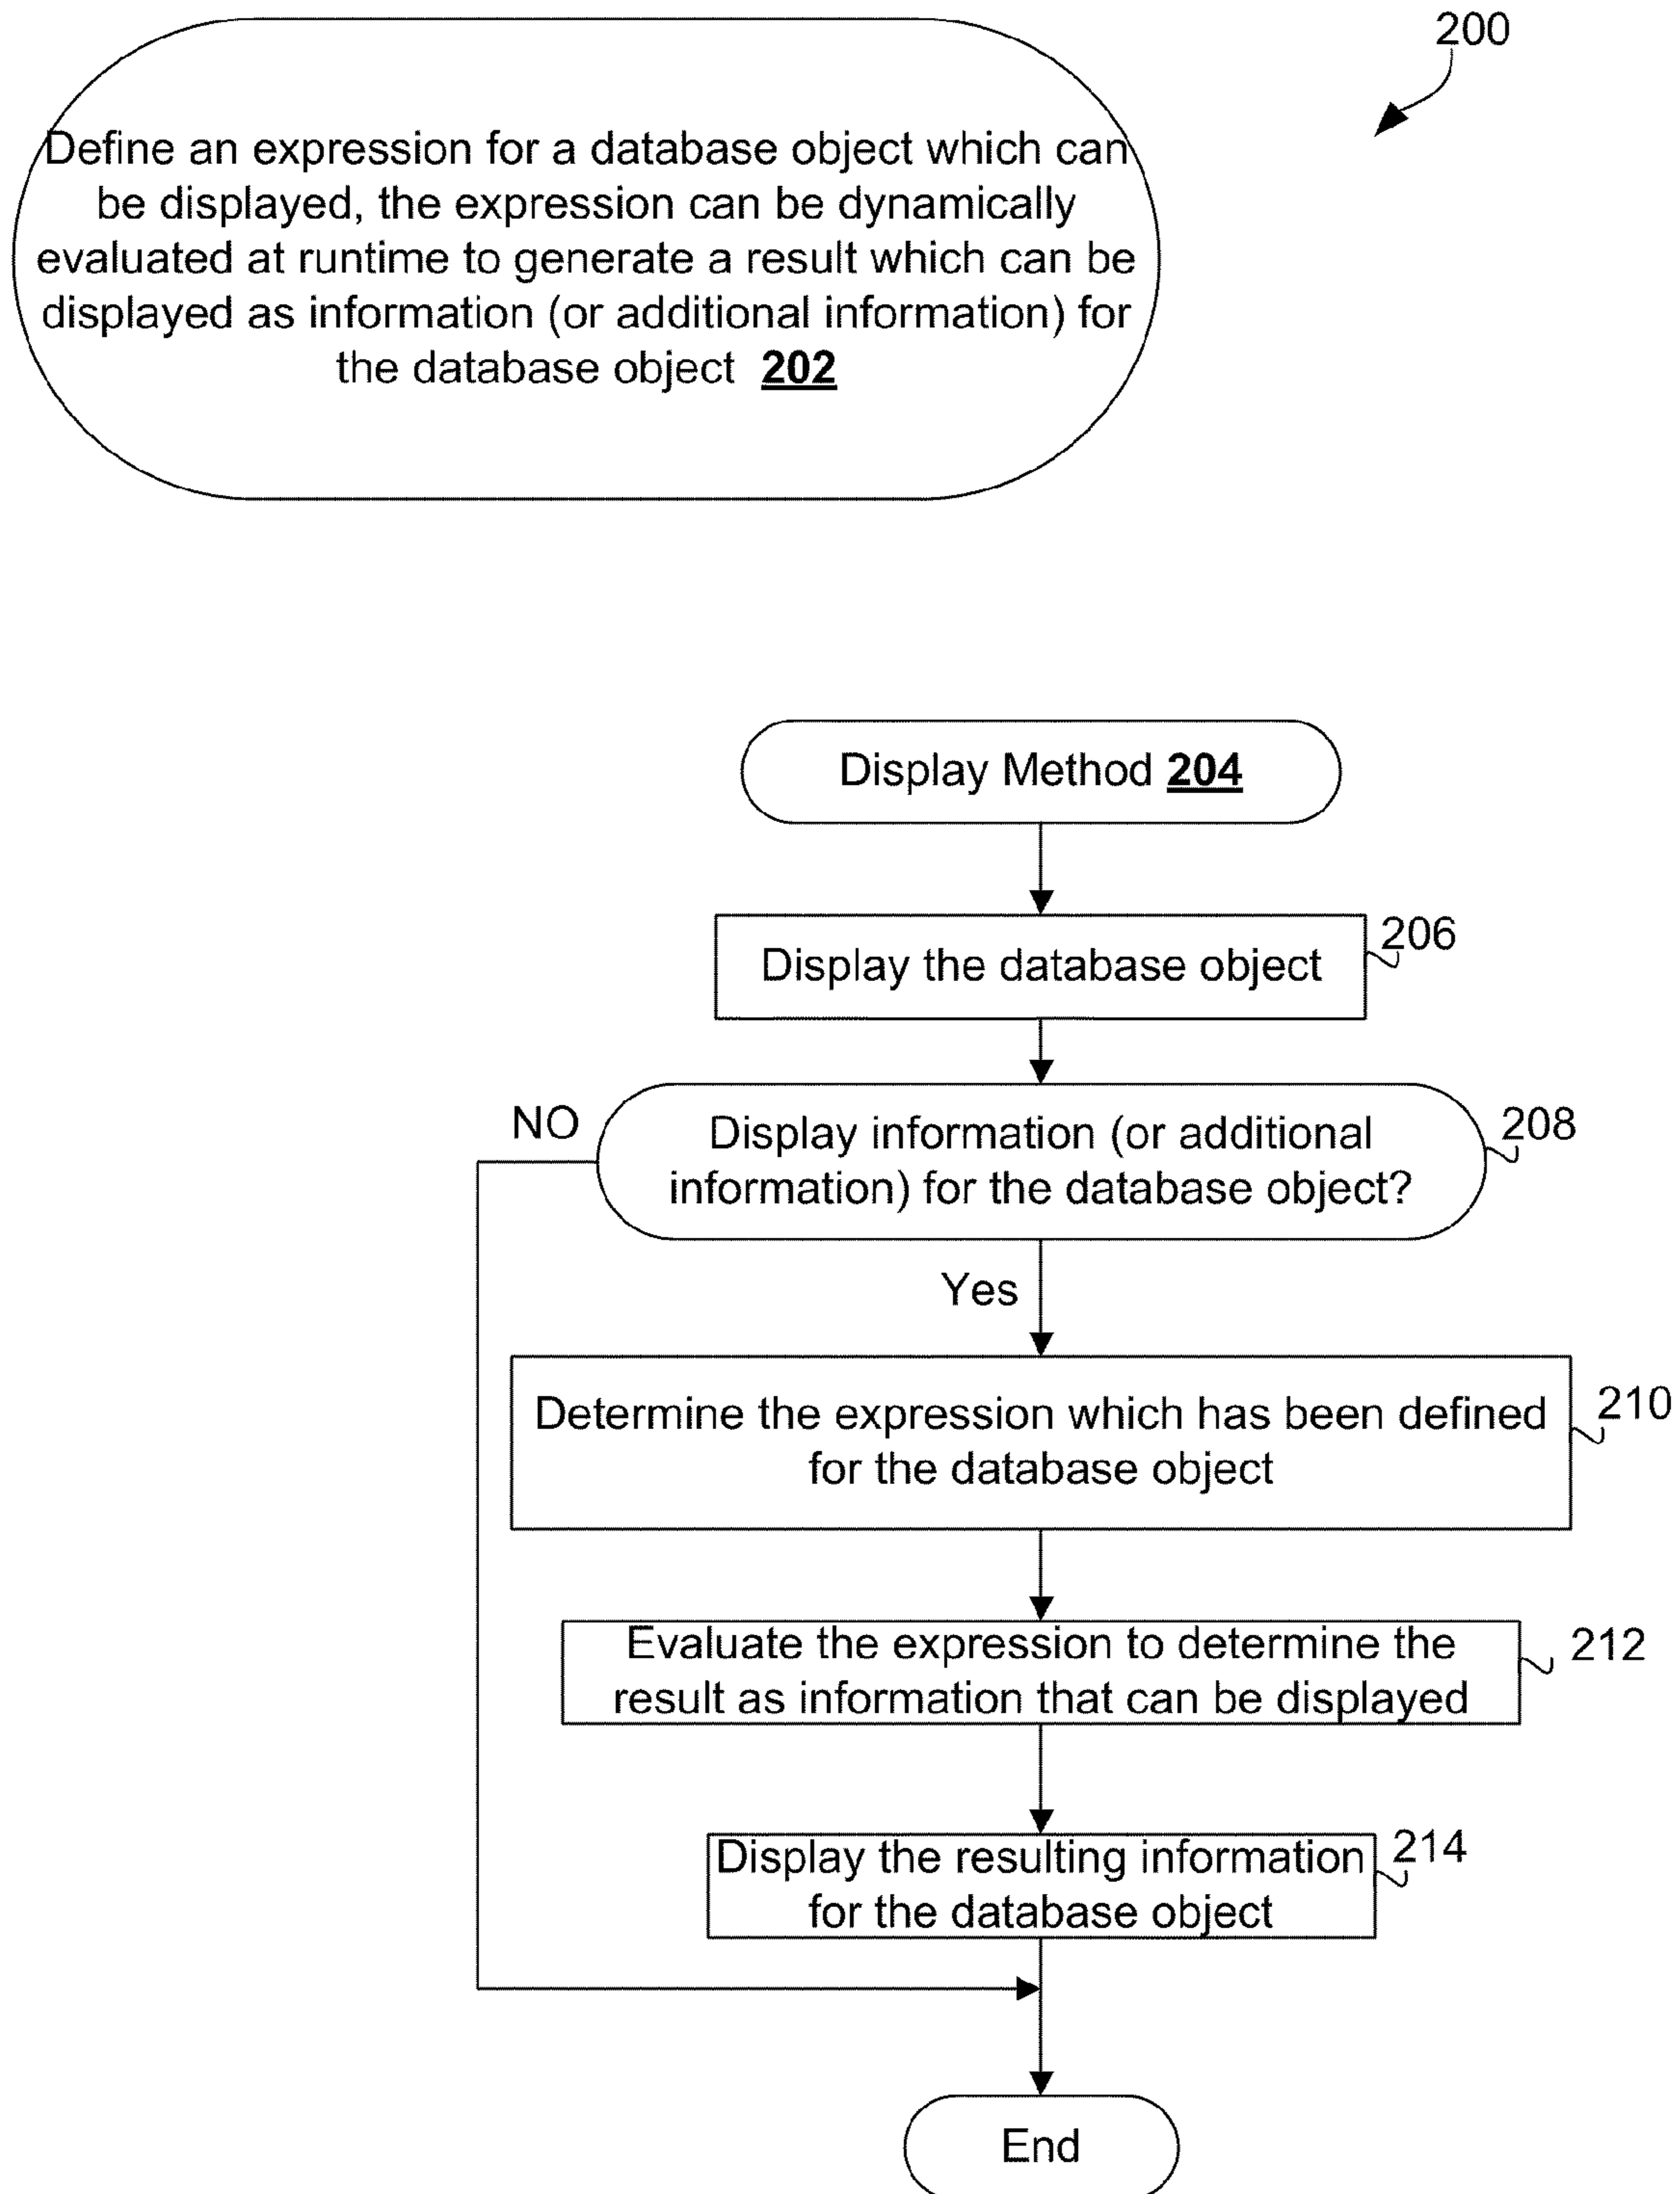 200
Define an expression for a database object which can
be displayed, the expression can be dynamically
evaluated at runtime to generate a result which can be
displayed as information (or additional information) for
the database object 202
Display Method 204
Display the database object
206
NO
Display information (or additional
information) for the database object?
208
Yes
Determine the expression which has been defined
for the database object
210
Evaluate the expression to determine the
result as information that can be displayed
212
Display the resulting information
for the database object
214
End